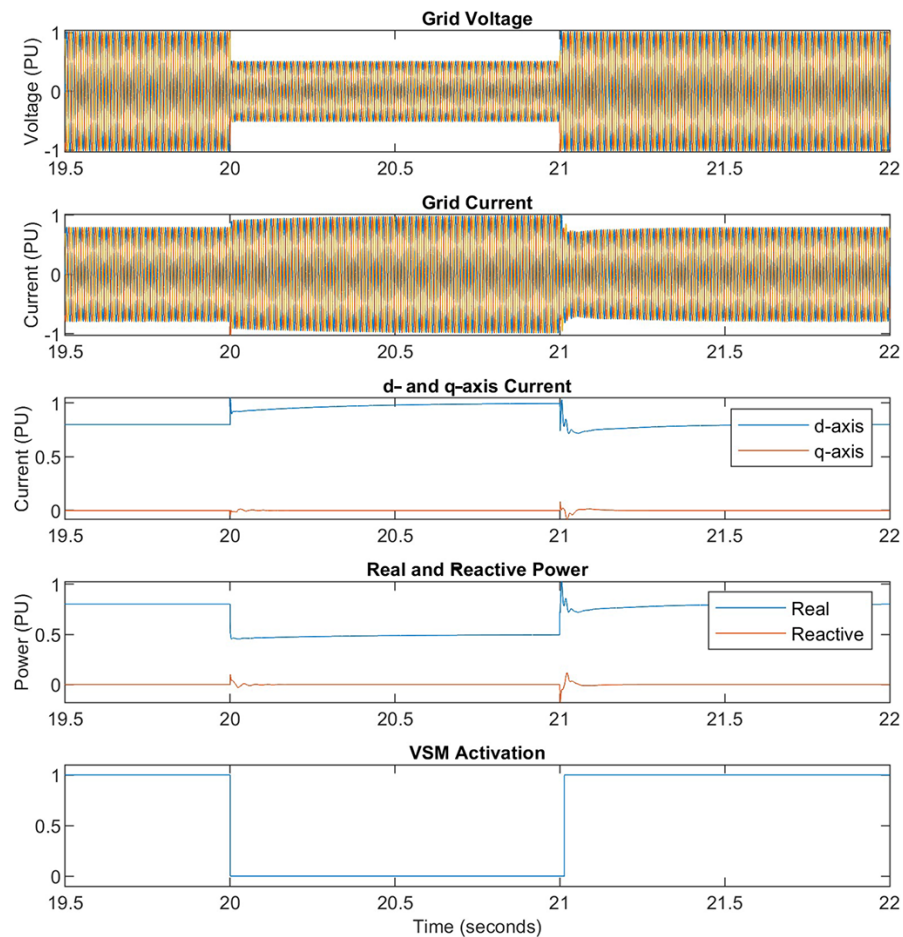 Grid Voltage
Voltage (PU)
1
0
-1
19.5 20 20.5 21 21.5 22
Grid Current
Current (PU)
1
0
-1
19.5 20 20.5 21 21.5 22
d- and q-axis Current
Current (PU)
1
0.5
0
d-axis
q-axis
19.5 20 20.5 21 21.5 22
Real and Reactive Power
Power (PU)
1
0.5
0
Real
Reactive
19.5 20 20.5 21 21.5 22
VSM Activation
1
0.5
0
19.5 20 20.5 21 21.5 22
Time (seconds)